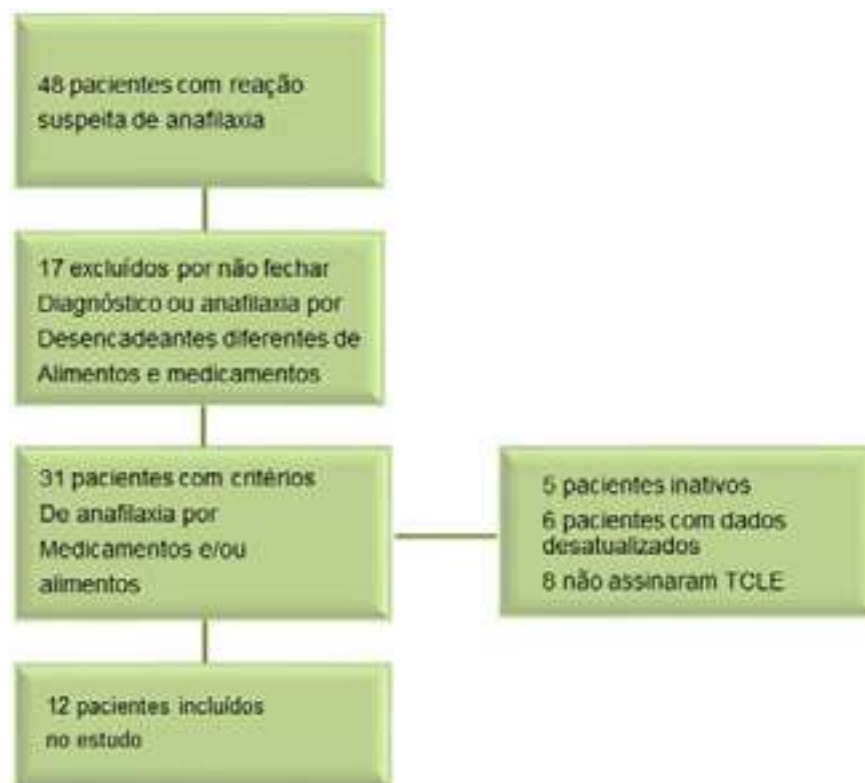 48 pacientes com reação
suspeita de anafilaxia
17 excluídos por não fechar
Diagnóstico ou anafilaxia por
Desencadeantes diferentes de
Alimentos e medicamentos
31 pacientes com critérios
De anafilaxia por
Medicamentos e/ou
alimentos
5 pacientes inativos
6 pacientes com dados
desatualizados
8 não assinaram TCLE
12 pacientes incluídos
no estudo